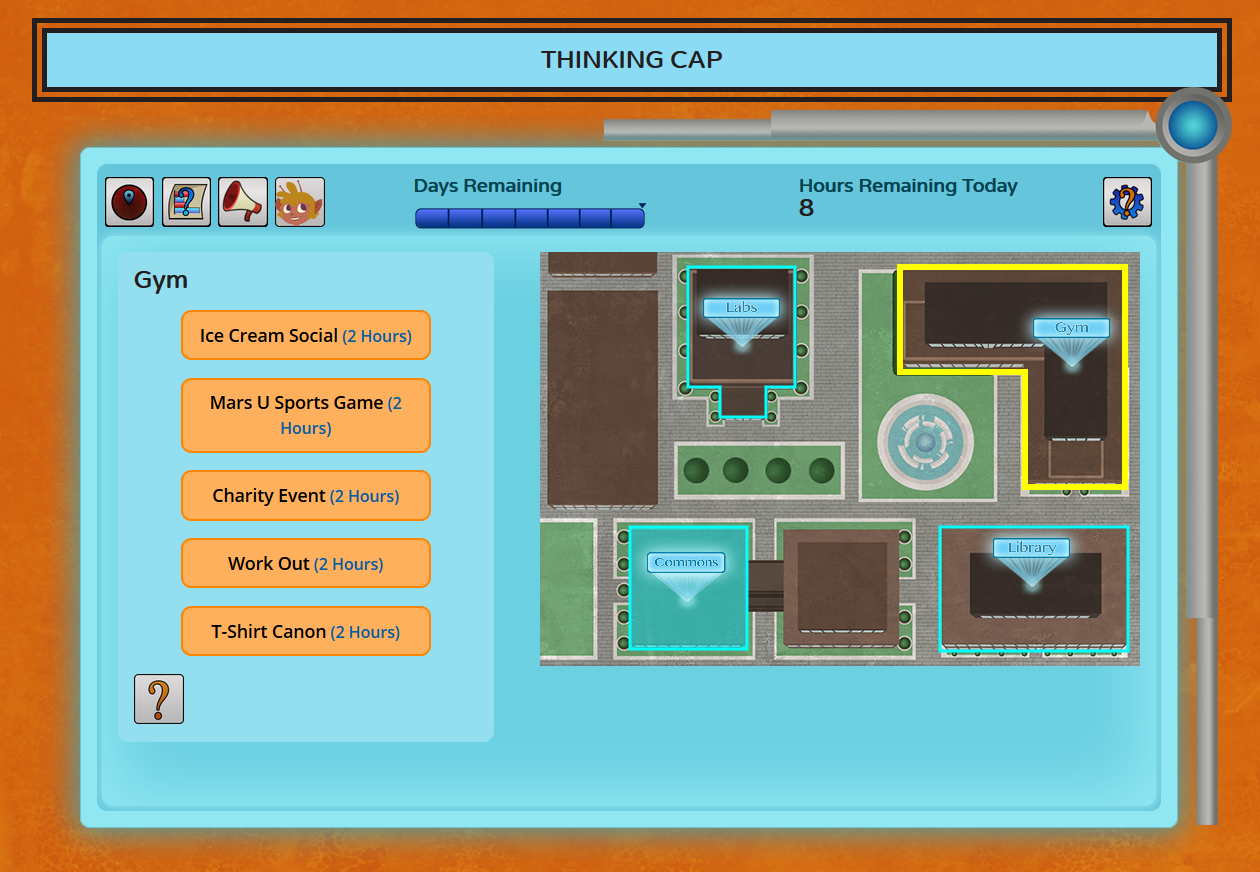 THINKING CAP
Days Remaining
Hours Remaining Today
8
Gym
Ice Cream Social (2 Hours)
Mars U Sports Game (2
Hours)
Charity Event (2 Hours)
Work Out (2 Hours)
T-Shirt Canon (2 Hours)
Labs
Gym
Commons
Library